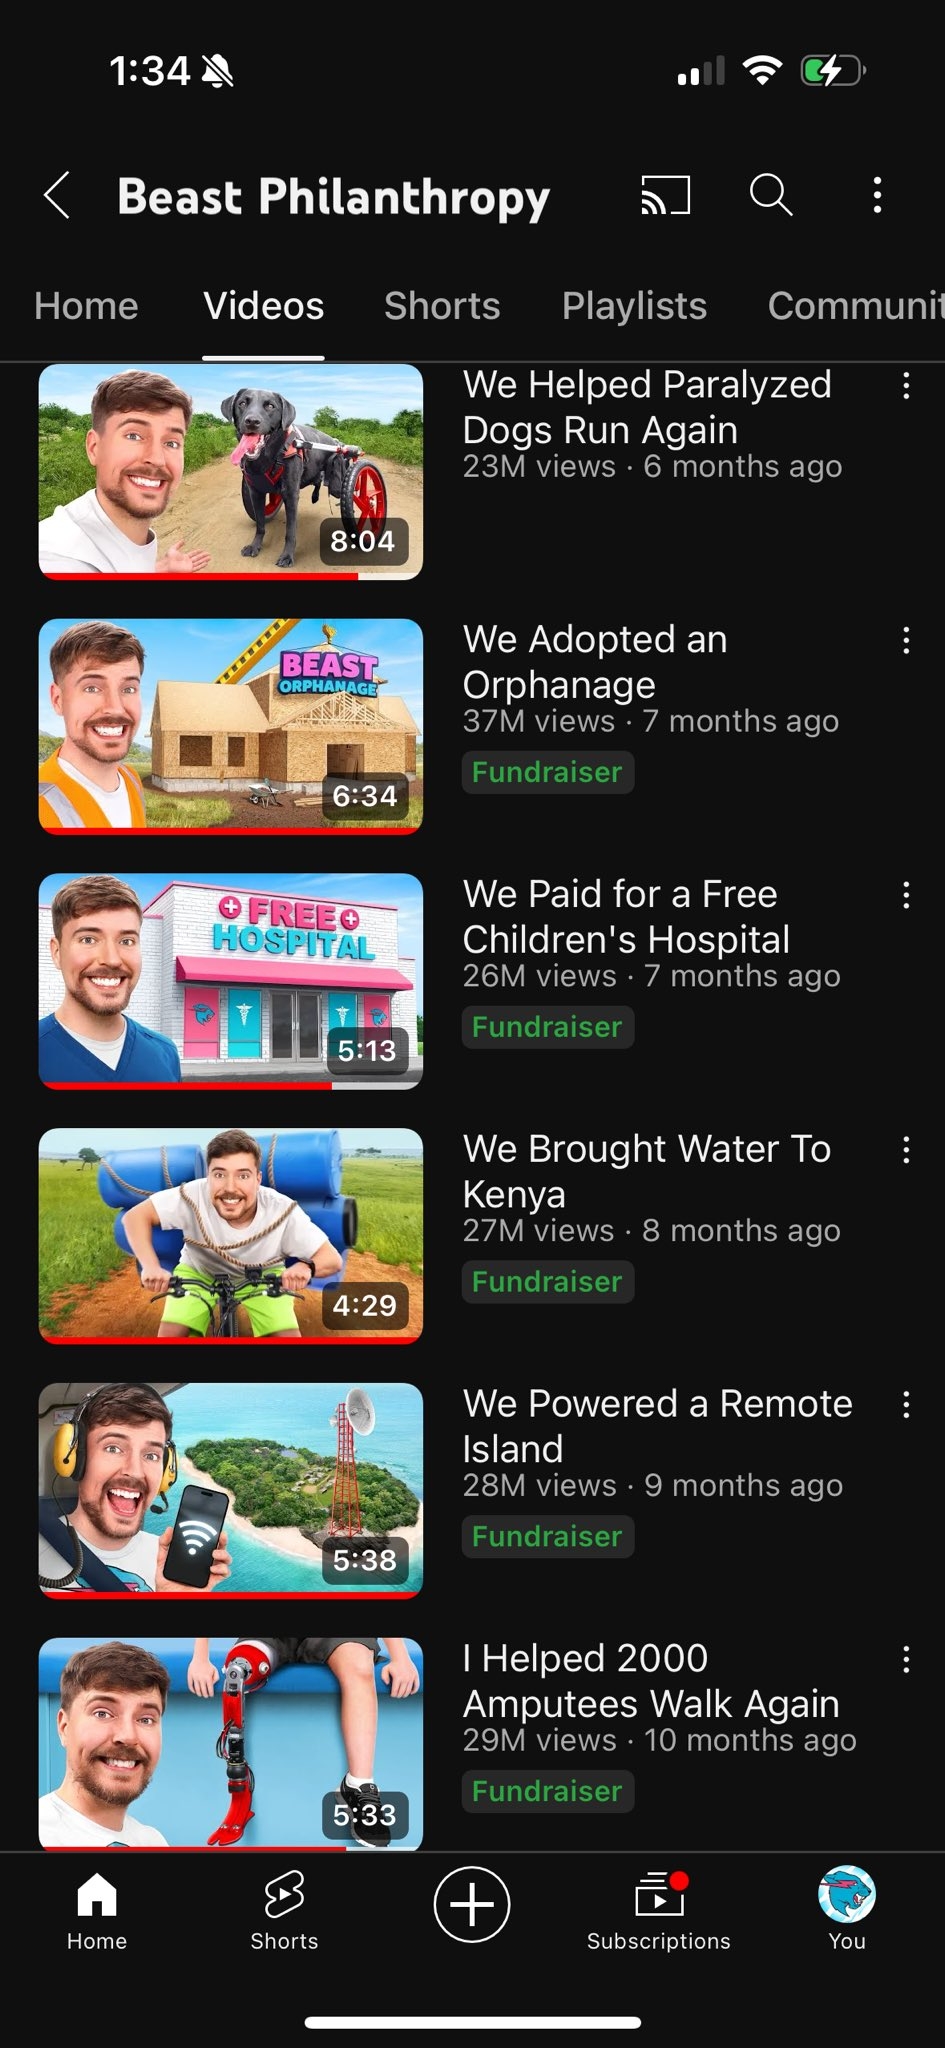 1:34
Beast Philanthropy
Home Videos Shorts Playlists Communit
8:04
We Helped Paralyzed
Dogs Run Again
23M views · 6 months ago
BEAST
ORPHANAGE
6:34
We Adopted an
Orphanage
37M views · 7 months ago
Fundraiser
FREE
HOSPITAL
5:13
We Paid for a Free
Children's Hospital
26M views · 7 months ago
Fundraiser
4:29
We Brought Water To
Kenya
27M views · 8 months ago
Fundraiser
5:38
We Powered a Remote
Island
28M views · 9 months ago
Fundraiser
5:33
I Helped 2000
Amputees Walk Again
29M views · 10 months ago
Fundraiser
Home Shorts Subscriptions You